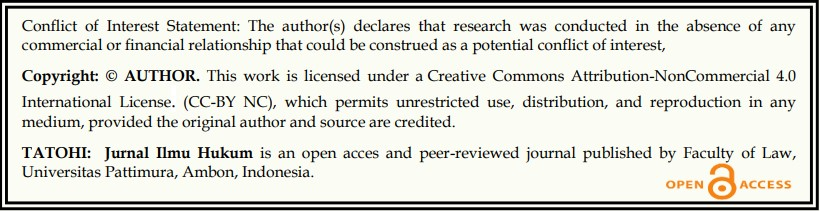 Conflict of Interest Statement: The author(s) declares that research was conducted in the absence of any
commercial or financial relationship that could be construed as a potential conflict of interest,
Copyright: © AUTHOR. This work is licensed under a Creative Commons Attribution-NonCommercial 4.0
International License. (CC-BY NC), which permits unrestricted use, distribution, and reproduction in any
medium, provided the original author and source are credited.
TATOHI: Jurnal Ilmu Hukum is an open acces and peer-reviewed journal published by Faculty of Law,
Universitas Pattimura, Ambon, Indonesia.
OPEN ACCESS